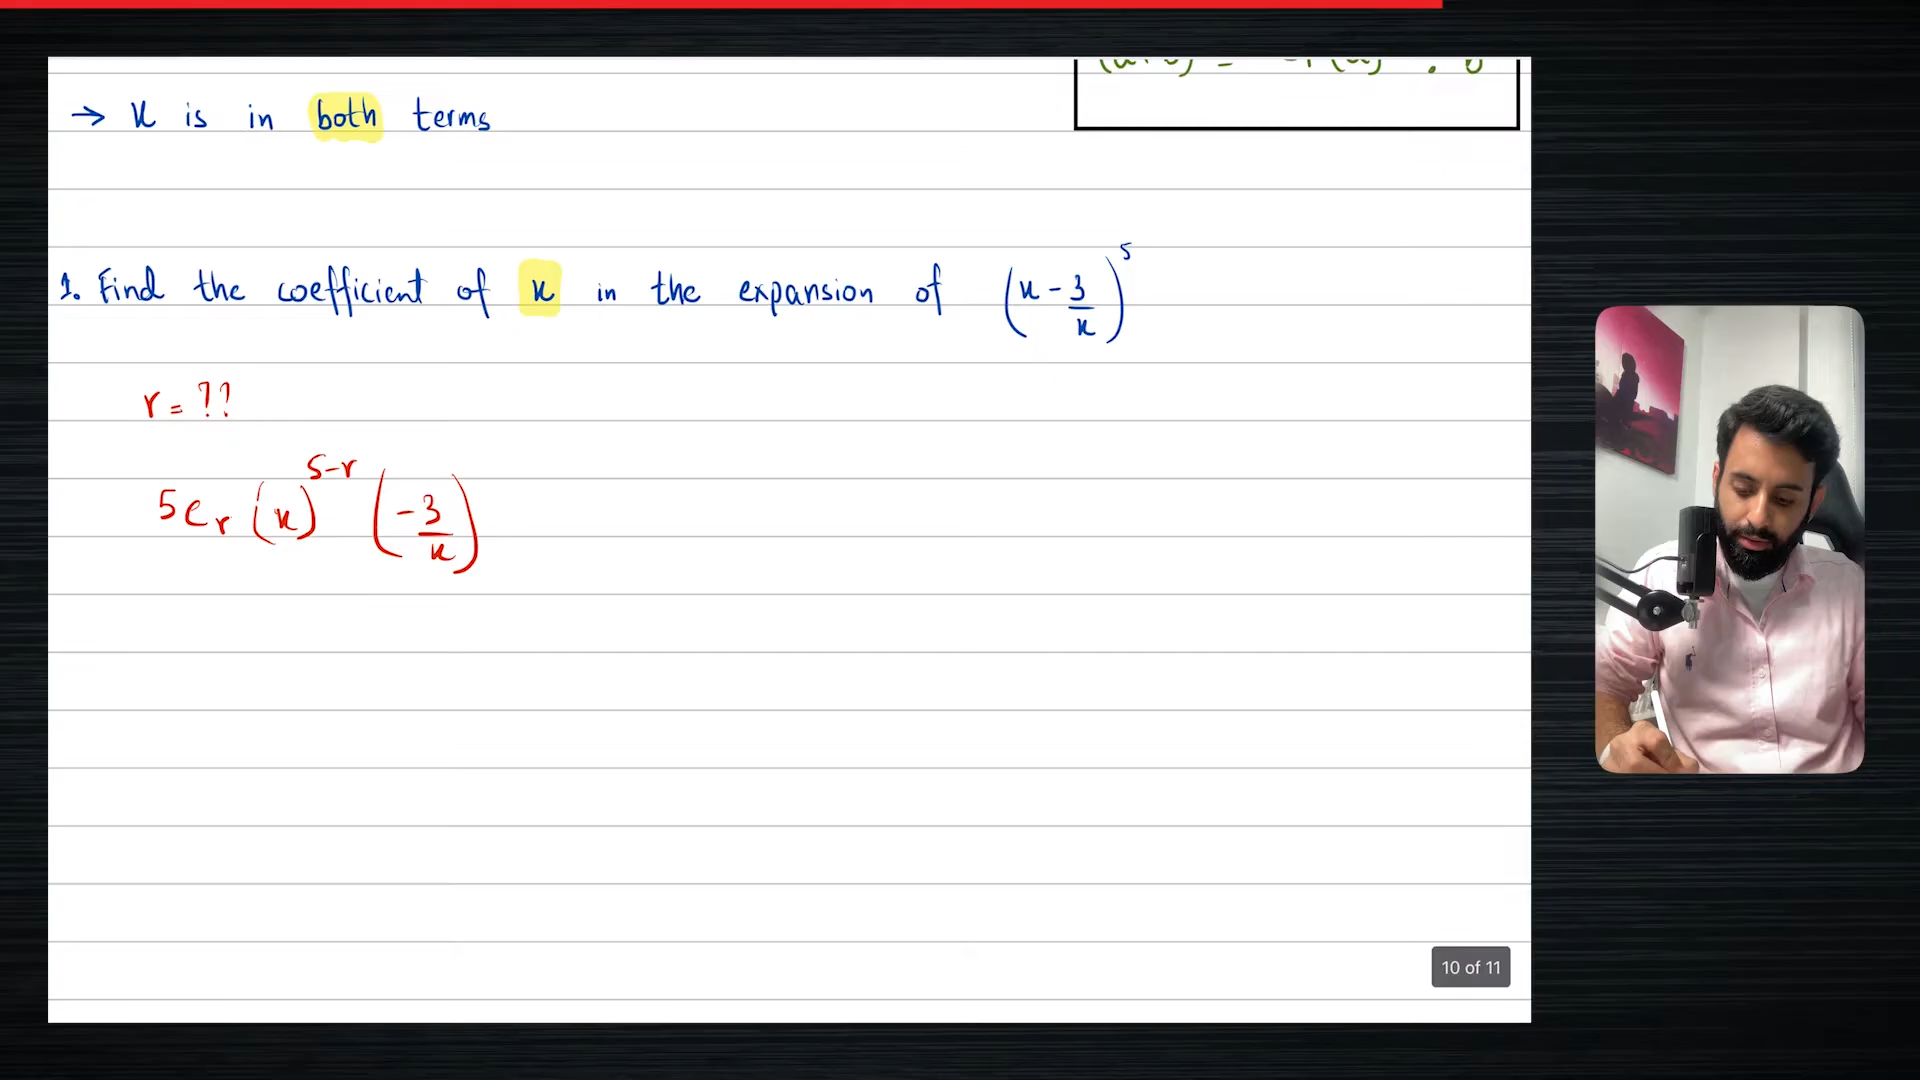 → x is in both terms
1. Find the coefficient of x in the expansion of (x - 3/x)^5
r = ??
5Cr (x)^5-r (-3/x)
10 of 11